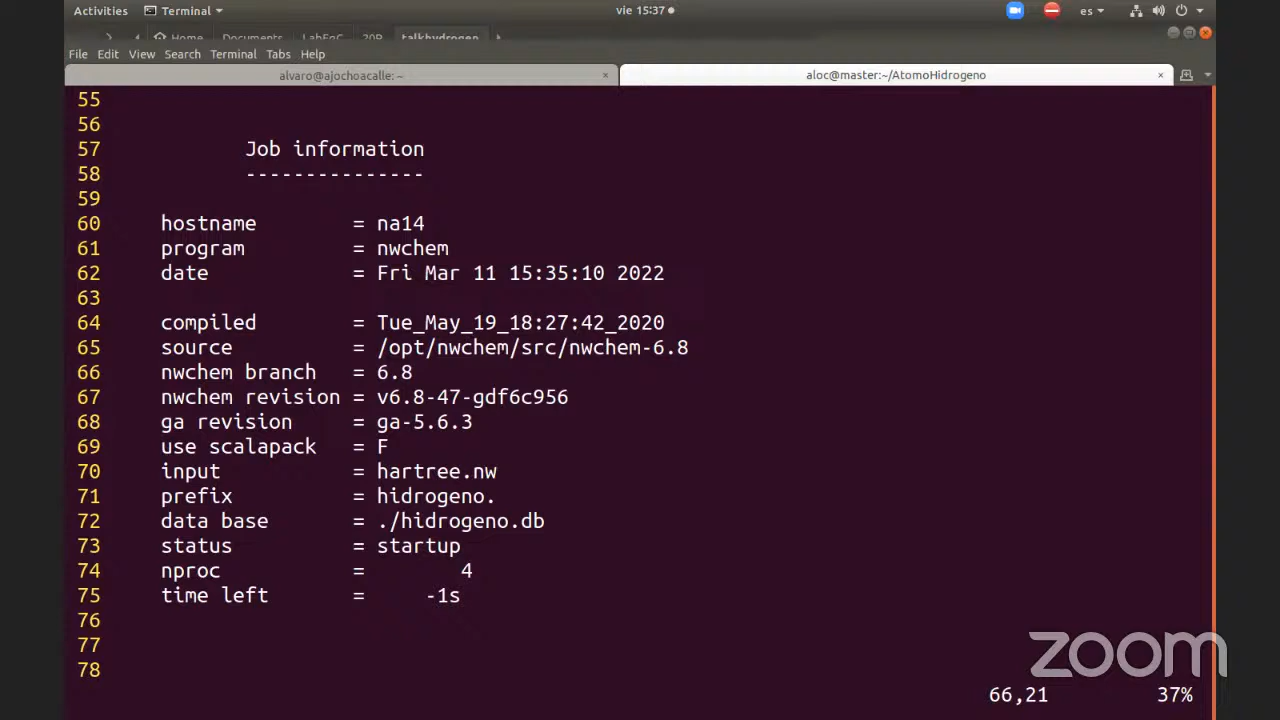 Activities Terminal vie 15:37 es
Home Documents LabFqC 20P talkhydrogen
File Edit View Search Terminal Tabs Help
alvaro@ajochoacalle: ~ × aloc@master:~/AtomoHidrogeno ×
55
56
57 Job information
58 ---------------
59
60 hostname = na14
61 program = nwchem
62 date = Fri Mar 11 15:35:10 2022
63
64 compiled = Tue_May_19_18:27:42_2020
65 source = /opt/nwchem/src/nwchem-6.8
66 nwchem branch = 6.8
67 nwchem revision = v6.8-47-gdf6c956
68 ga revision = ga-5.6.3
69 use scalapack = F
70 input = hartree.nw
71 prefix = hidrogeno.
72 data base = ./hidrogeno.db
73 status = startup
74 nproc = 4
75 time left = -1s
76
77
78
zoom
66,21 37%